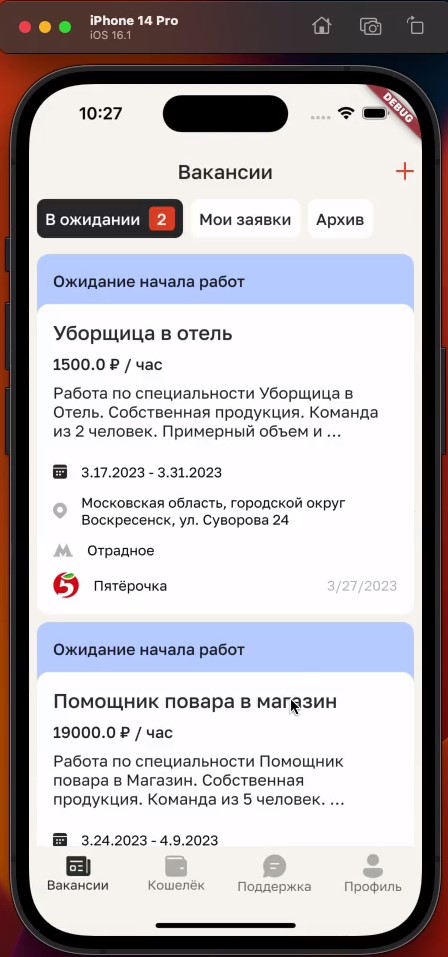 iPhone 14 Pro
iOS 16.1
10:27
DEBUG
Вакансии
В ожидании 2 Мои заявки Архив
Ожидание начала работ
Уборщица в отель
1500.0 ₽ / час
Работа по специальности Уборщица в
Отель. Собственная продукция. Команда
из 2 человек. Примерный объем и ...
3.17.2023 - 3.31.2023
Московская область, городской округ
Воскресенск, ул. Суворова 24
Отрадное
Пятёрочка 3/27/2023
Ожидание начала работ
Помощник повара в магазин
19000.0 ₽ / час
Работа по специальности Помощник
повара в Магазин. Собственная
продукция. Команда из 5 человек. ...
3.24.2023 - 4.9.2023
Вакансии Кошелёк Поддержка Профиль